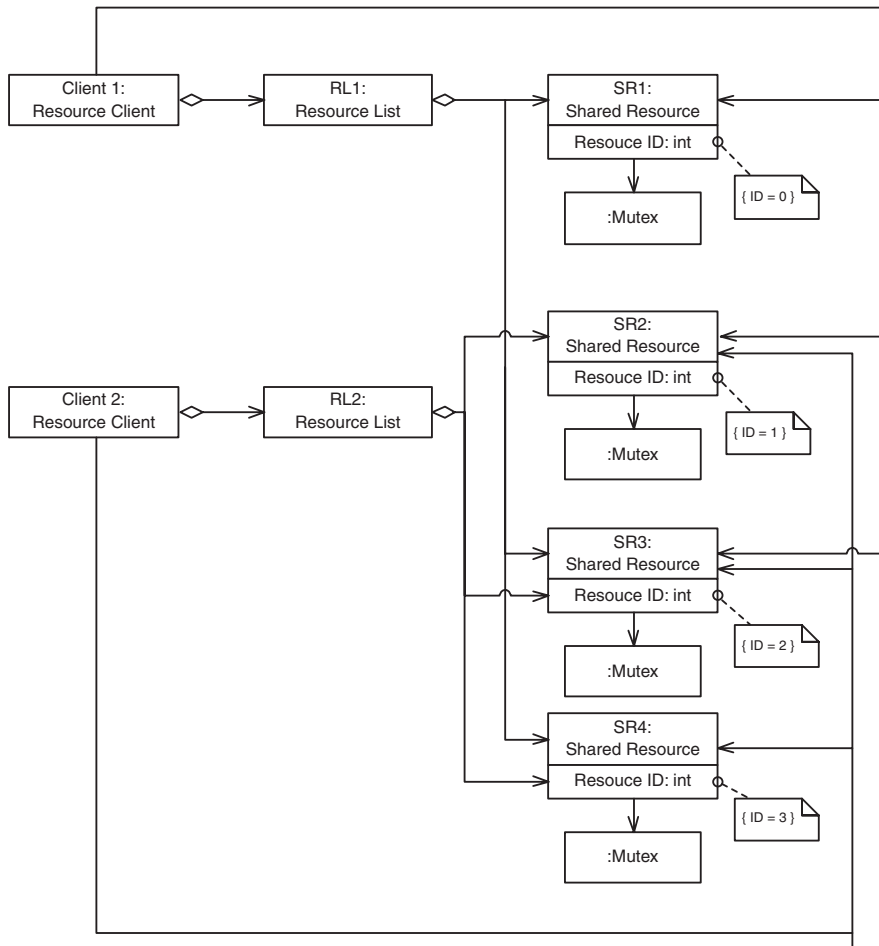 Client 1:
Resource Client
RL1:
Resource List
SR1:
Shared Resource
Resouce ID: int
{ ID = 0 }
:Mutex
SR2:
Shared Resource
Resouce ID: int
{ ID = 1 }
:Mutex
Client 2:
Resource Client
RL2:
Resource List
SR3:
Shared Resource
Resouce ID: int
{ ID = 2 }
:Mutex
SR4:
Shared Resource
Resouce ID: int
{ ID = 3 }
:Mutex